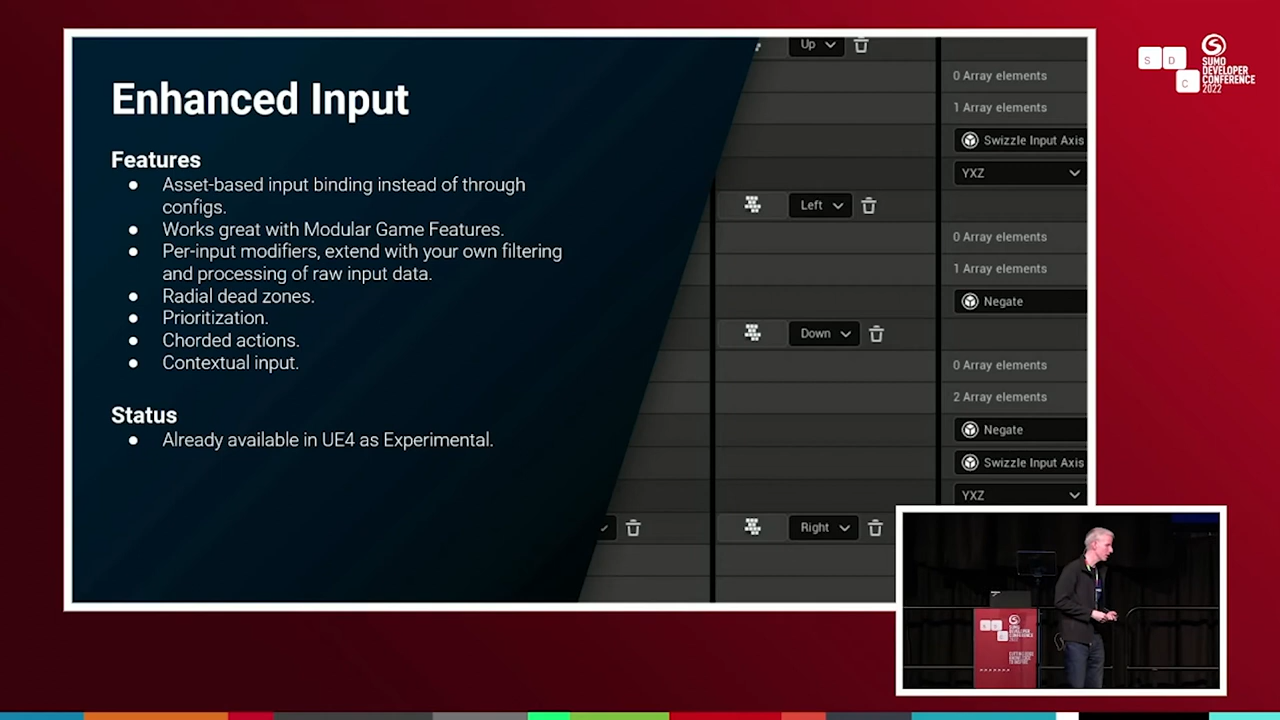 Enhanced Input
Features
● Asset-based input binding instead of through
configs.
● Works great with Modular Game Features.
● Per-input modifiers, extend with your own filtering
and processing of raw input data.
● Radial dead zones.
● Prioritization.
● Chorded actions.
● Contextual input.
Status
● Already available in UE4 as Experimental.
Up
0 Array elements
1 Array elements
Swizzle Input Axis
YXZ
Left
0 Array elements
1 Array elements
Negate
Down
0 Array elements
2 Array elements
Negate
Swizzle Input Axis
YXZ
Right
S D
C
SUMO
DEVELOPER
CONFERENCE
2022